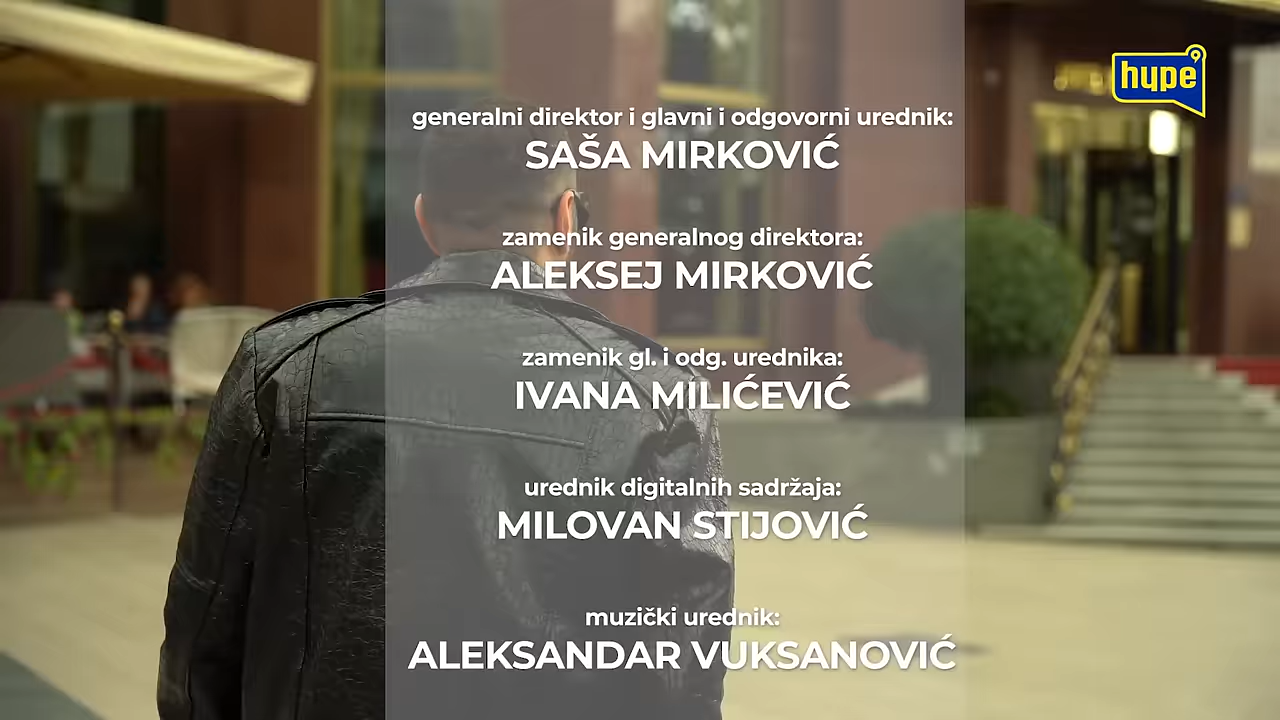 hype
generalni direktor i glavni i odgovorni urednik:
SAŠA MIRKOVIĆ
zamenik generalnog direktora:
ALEKSEJ MIRKOVIĆ
zamenik gl. i odg. urednika:
IVANA MILIĆEVIĆ
urednik digitalnih sadržaja:
MILOVAN STIJOVIĆ
muzički urednik:
ALEKSANDAR VUKSANOVIĆ